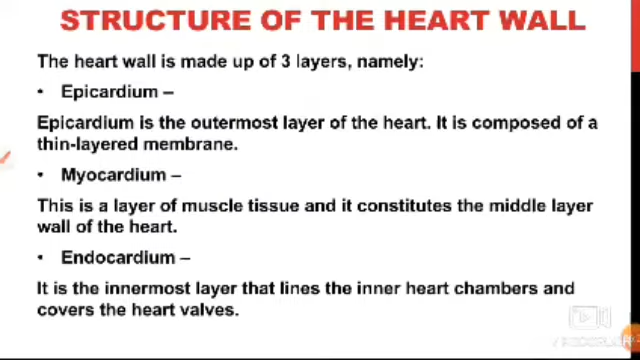 STRUCTURE OF THE HEART WALL
The heart wall is made up of 3 layers, namely:
• Epicardium –
Epicardium is the outermost layer of the heart. It is composed of a
thin-layered membrane.
• Myocardium –
This is a layer of muscle tissue and it constitutes the middle layer
wall of the heart.
• Endocardium –
It is the innermost layer that lines the inner heart chambers and
covers the heart valves.